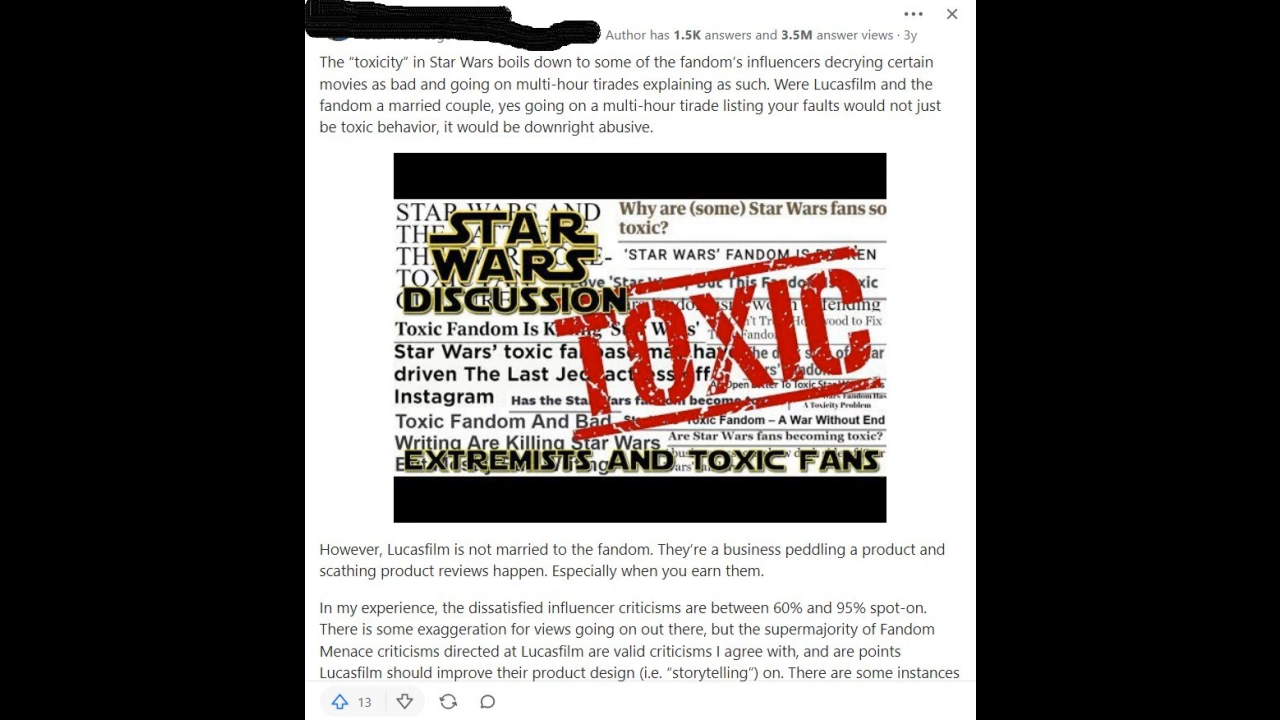 Author has 1.5K answers and 3.5M answer views · 3y
The “toxicity” in Star Wars boils down to some of the fandom’s influencers decrying certain
movies as bad and going on multi-hour tirades explaining as such. Were Lucasfilm and the
fandom a married couple, yes going on a multi-hour tirade listing your faults would not just
be toxic behavior, it would be downright abusive.
STAR WARS AND
THE
STAR
WARS
DISCUSSION
Why are (some) Star Wars fans so
toxic?
‘STAR WARS’ FANDOM IS
TOXIC
Toxic Fandom Is
Star Wars’ toxic
driven The Last
Instagram
Has the
Toxic Fandom – A War Without End
Toxic Fandom And Bad
Writing Are Killing Star Wars
Are Star Wars fans becoming toxic?
A Toxicity Problem
EXTREMISTS AND TOXIC FANS
However, Lucasfilm is not married to the fandom. They’re a business peddling a product and
scathing product reviews happen. Especially when you earn them.
In my experience, the dissatisfied influencer criticisms are between 60% and 95% spot-on.
There is some exaggeration for views going on out there, but the supermajority of Fandom
Menace criticisms directed at Lucasfilm are valid criticisms I agree with, and are points
Lucasfilm should improve their product design (i.e. “storytelling”) on. There are some instances
13